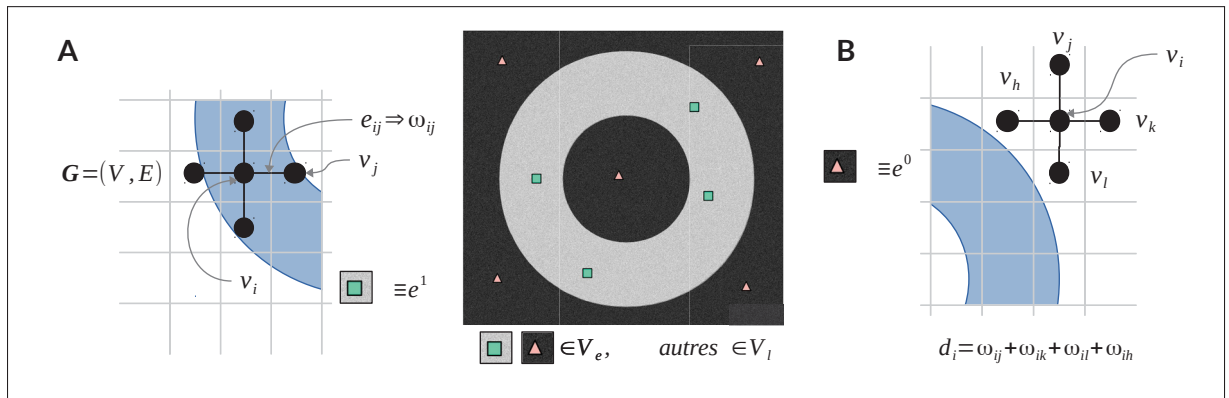 A
G=(V,E)
e_ij ⇒ ω_ij
v_j
v_i
≡e^1
∈V_e, autres ∈V_l
B
v_j
v_i
v_h
v_k
≡e^0
v_l
d_i=ω_ij+ω_ik+ω_il+ω_ih